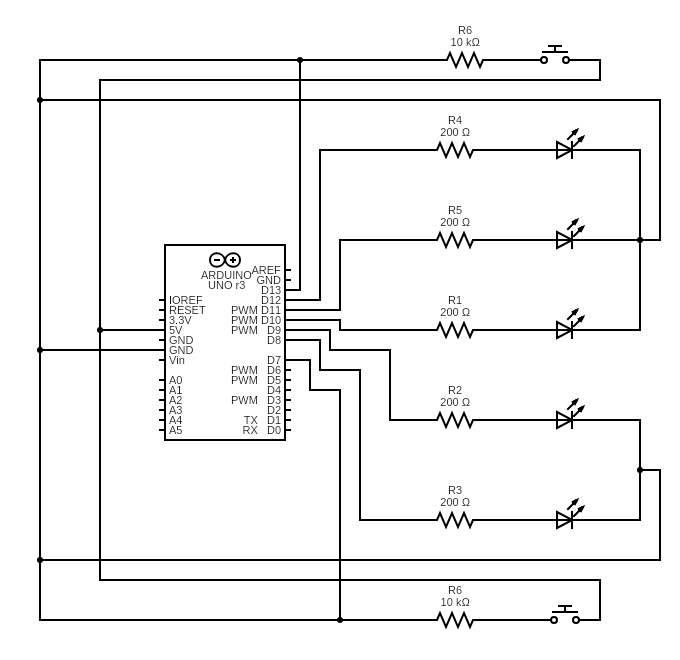 R6
10 kΩ
R4
200 Ω
R5
200 Ω
ARDUINO
UNO r3
AREF
GND
D13
IOREF D12
RESET PWM D11
3.3V PWM D10
5V PWM D9
GND D8
GND
Vin D7
PWM D6
A0 PWM D5
A1 D4
A2 PWM D3
A3 D2
A4 TX D1
A5 RX D0
R1
200 Ω
R2
200 Ω
R3
200 Ω
R6
10 kΩ